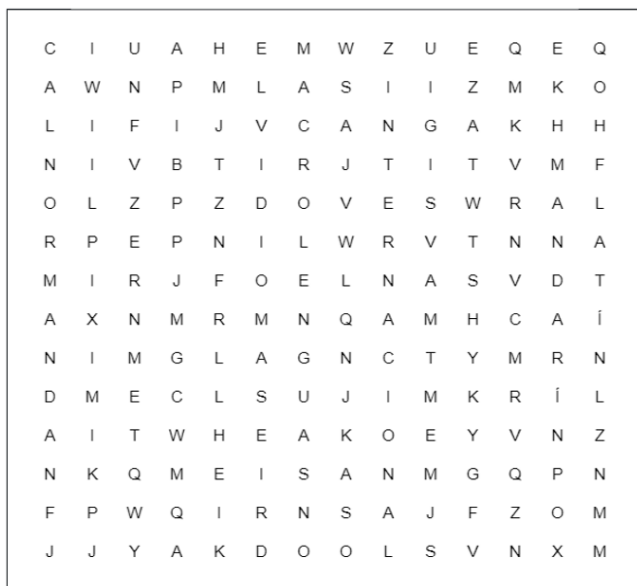 C I U A H E M W Z U E Q E Q
A W N P M L A S I I Z M K O
L I F I J V C A N G A K H H
N I V B T I R J T I T V M F
O L Z P Z D O V E S W R A L
R P E P N I L W R V T N N A
M I R J F O E L N A S V D T
A X N M R M N Q A M H C A Í
N I M G L A G N C T Y M R N
D M E C L S U J I M K R Í L
A I T W H E A K O E Y V N Z
N K Q M E I S A N M G Q P N
F P W Q I R N S A J F Z O M
J J Y A K D O O L S V N X M